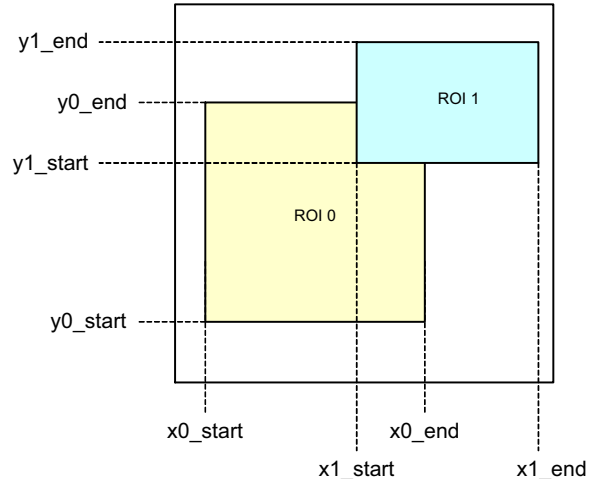 y1_end
ROI 1
y0_end
y1_start
ROI 0
y0_start
x0_start
x0_end
x1_start
x1_end